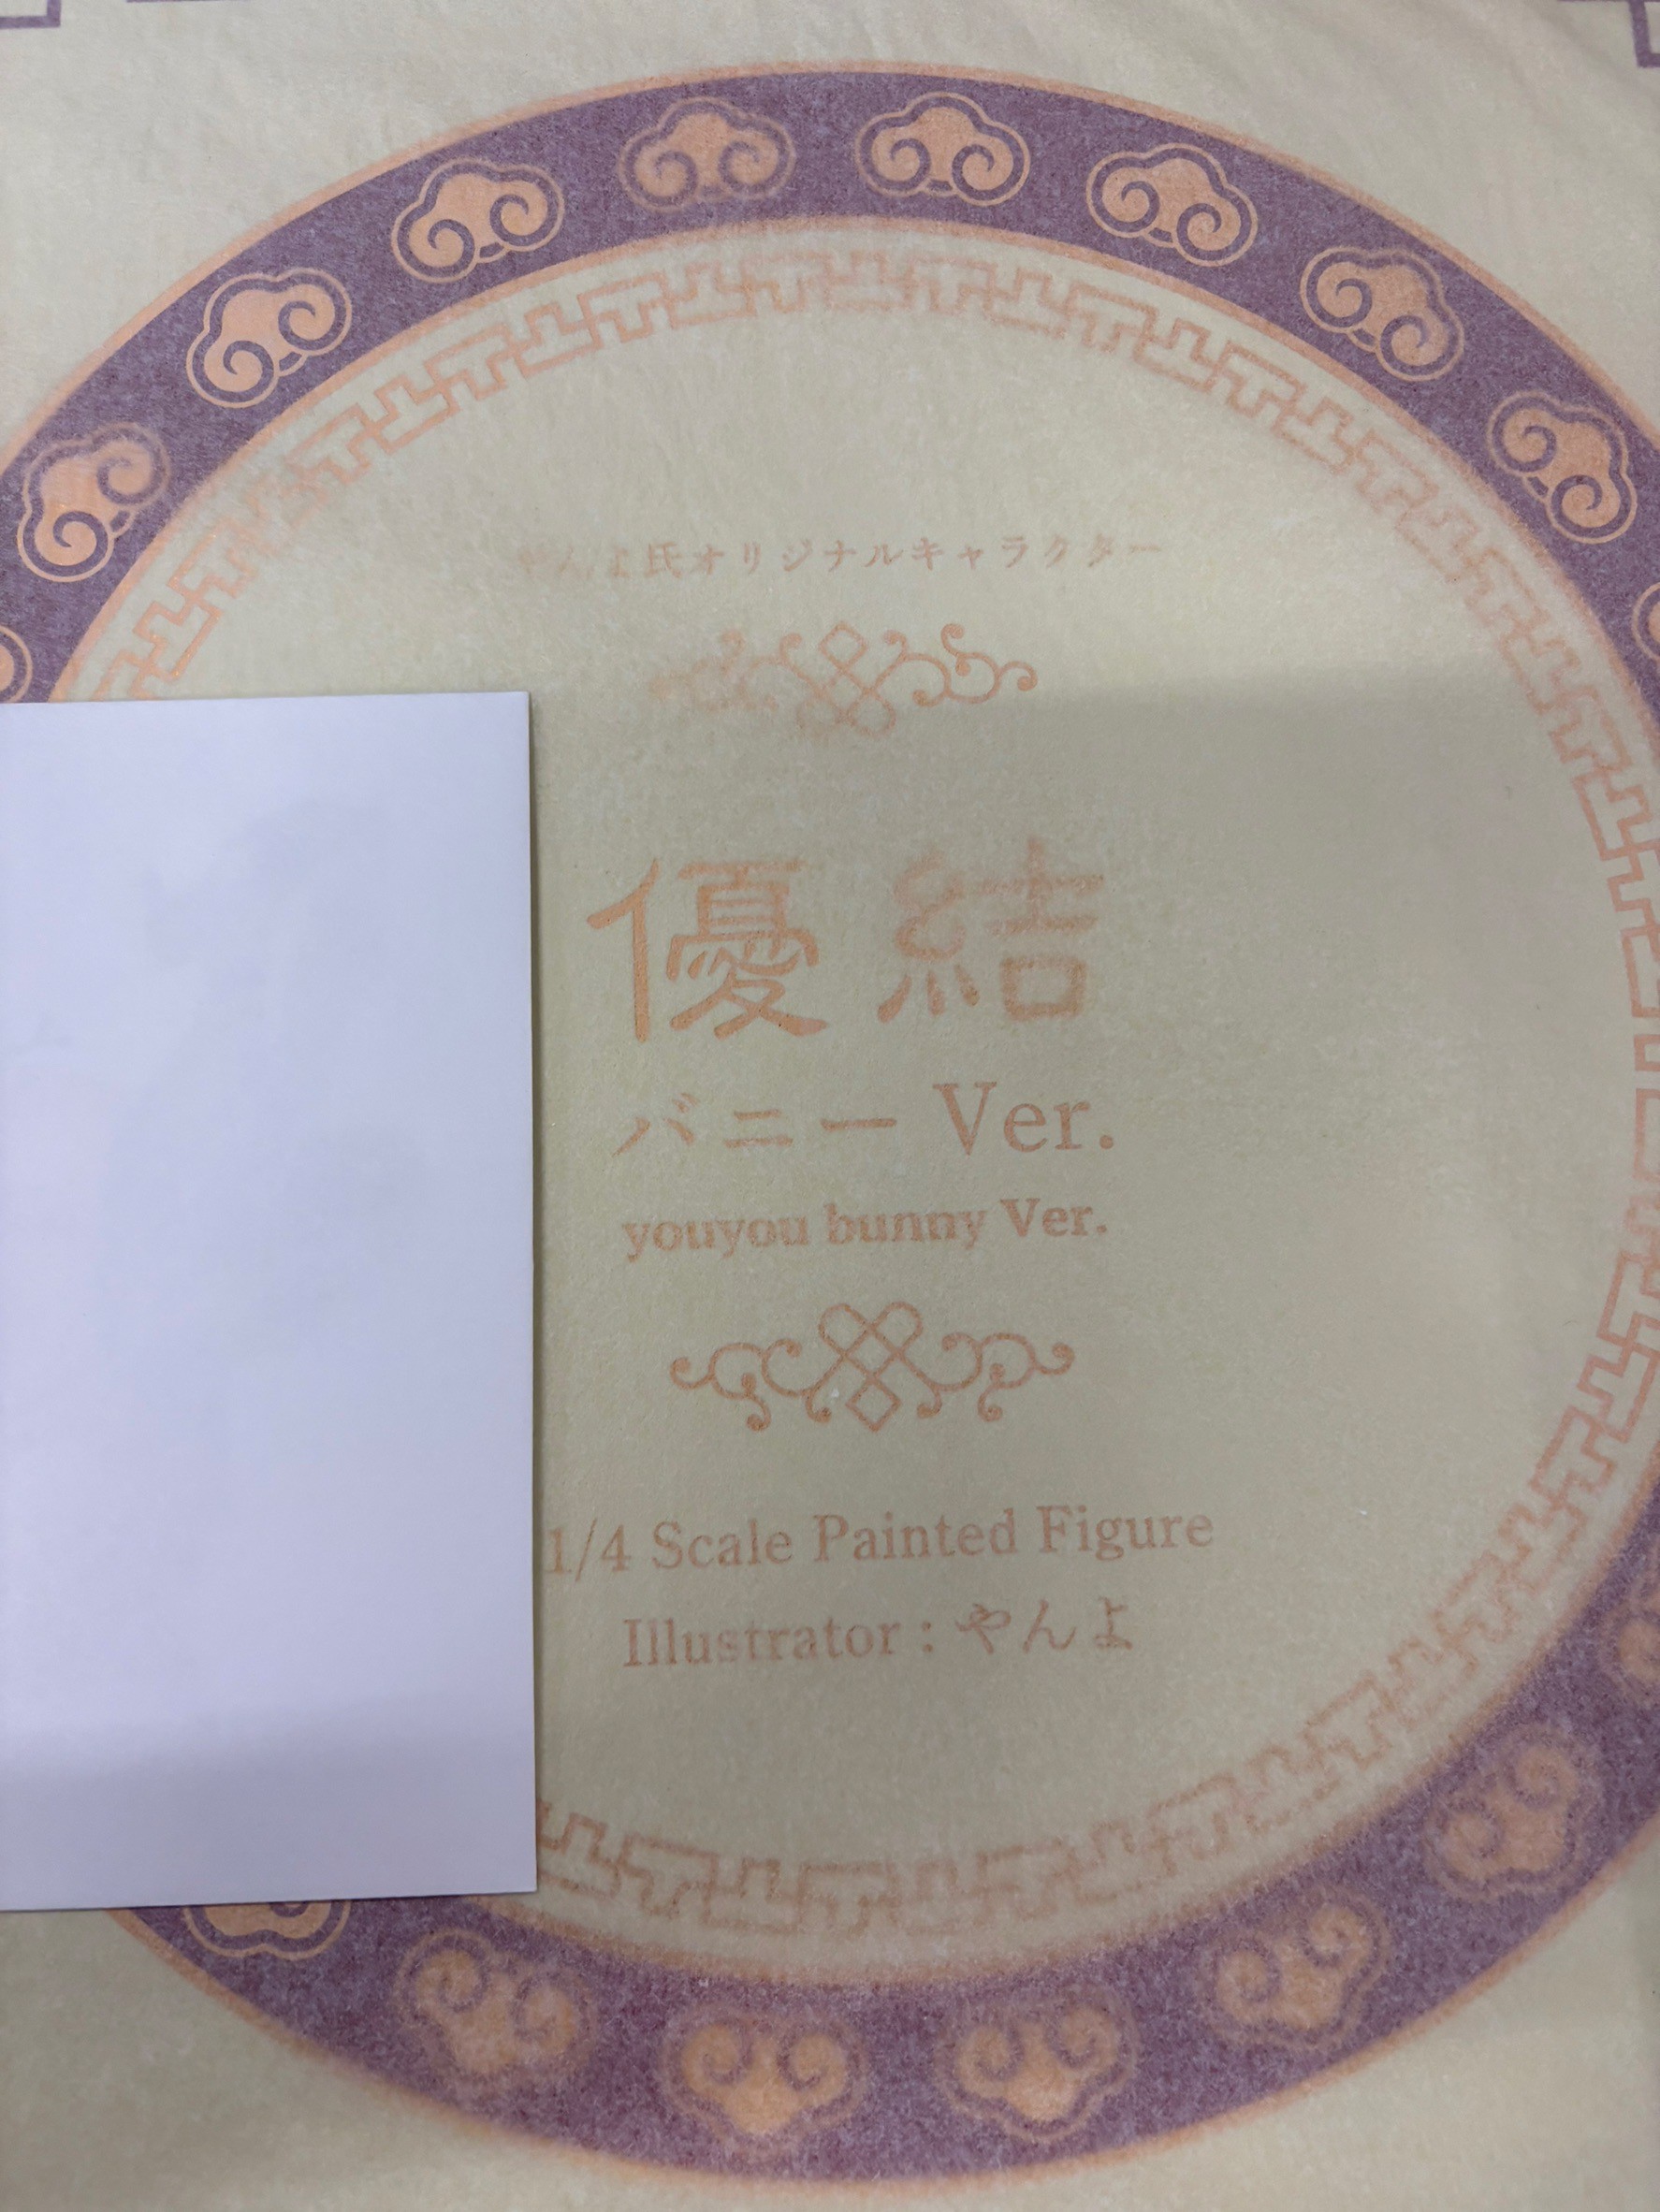 やんよ氏オリジナルキャラクター
優結
バニーVer.
youyou bunny Ver.
1/4 Scale Painted Figure
Illustrator : やんよ